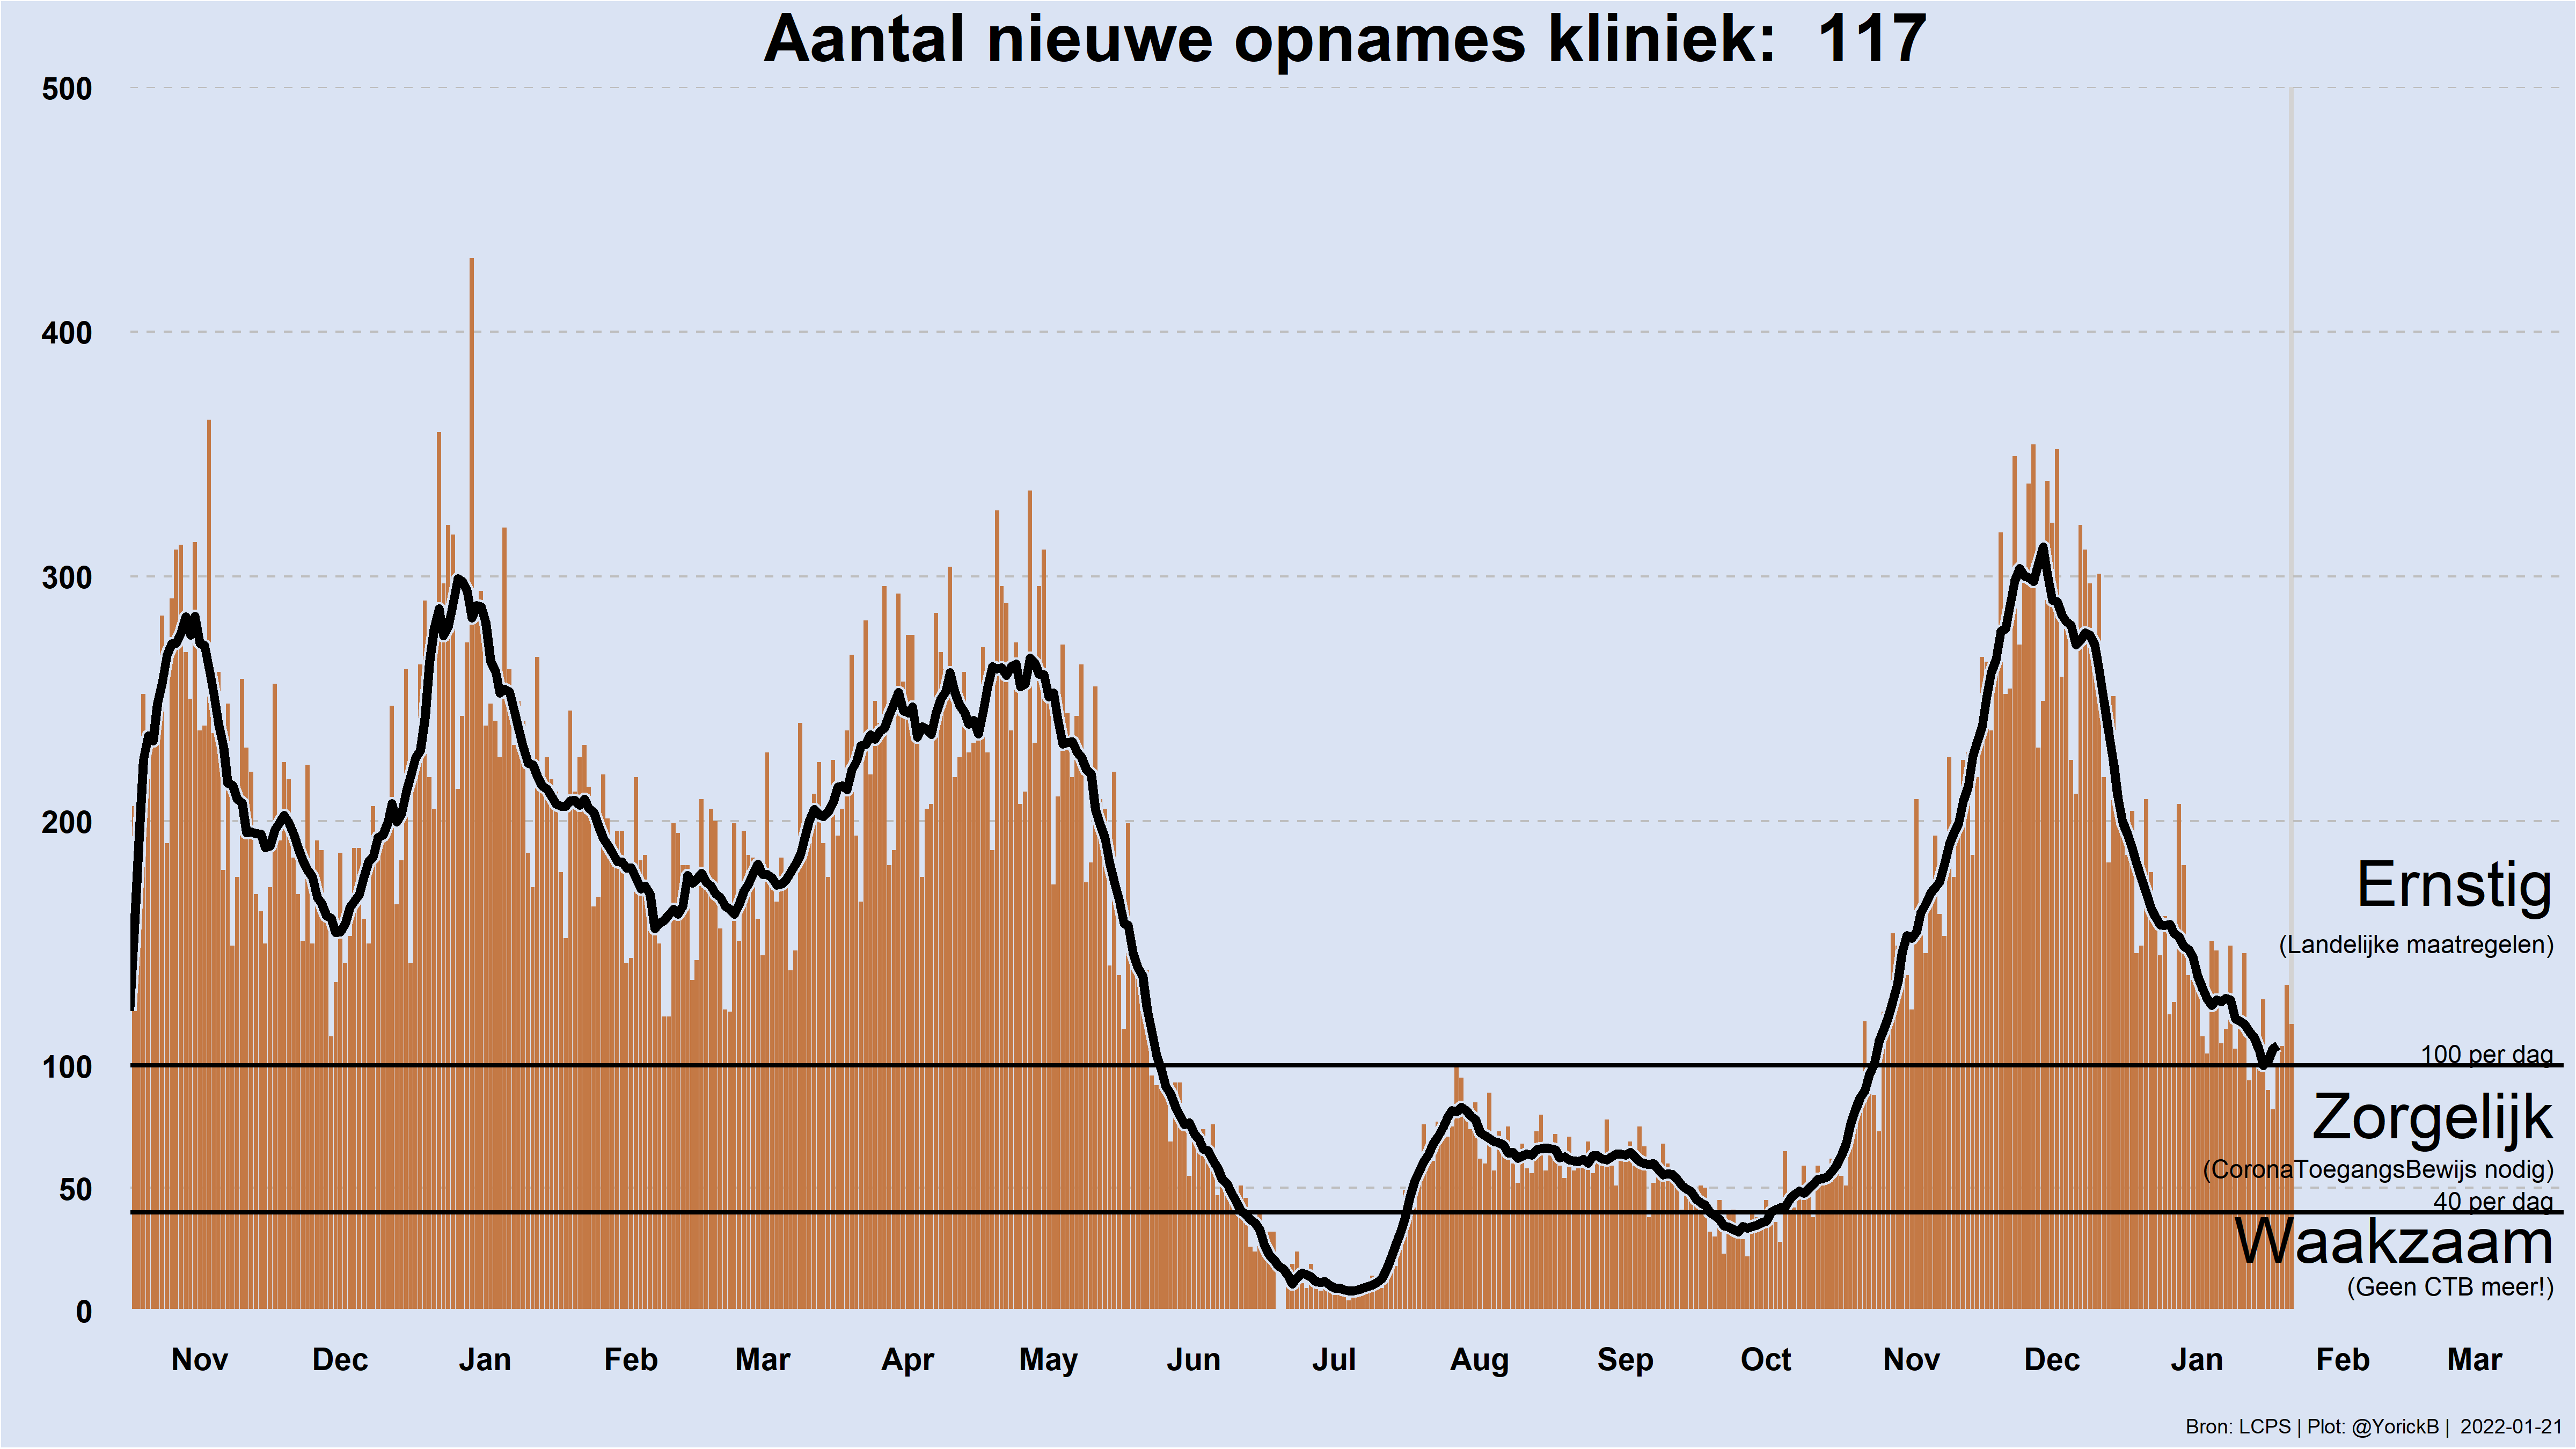 Aantal nieuwe opnames kliniek:  117
500
400
300
200
100
50
0
Ernstig
(Landelijke maatregelen)
100 per dag
Zorgelijk
(CoronaToegangsBewijs nodig)
40 per dag
Waakzaam
(Geen CTB meer!)
Nov Dec Jan Feb Mar Apr May Jun Jul Aug Sep Oct Nov Dec Jan Feb Mar
Bron: LCPS | Plot: @YorickB |  2022-01-21